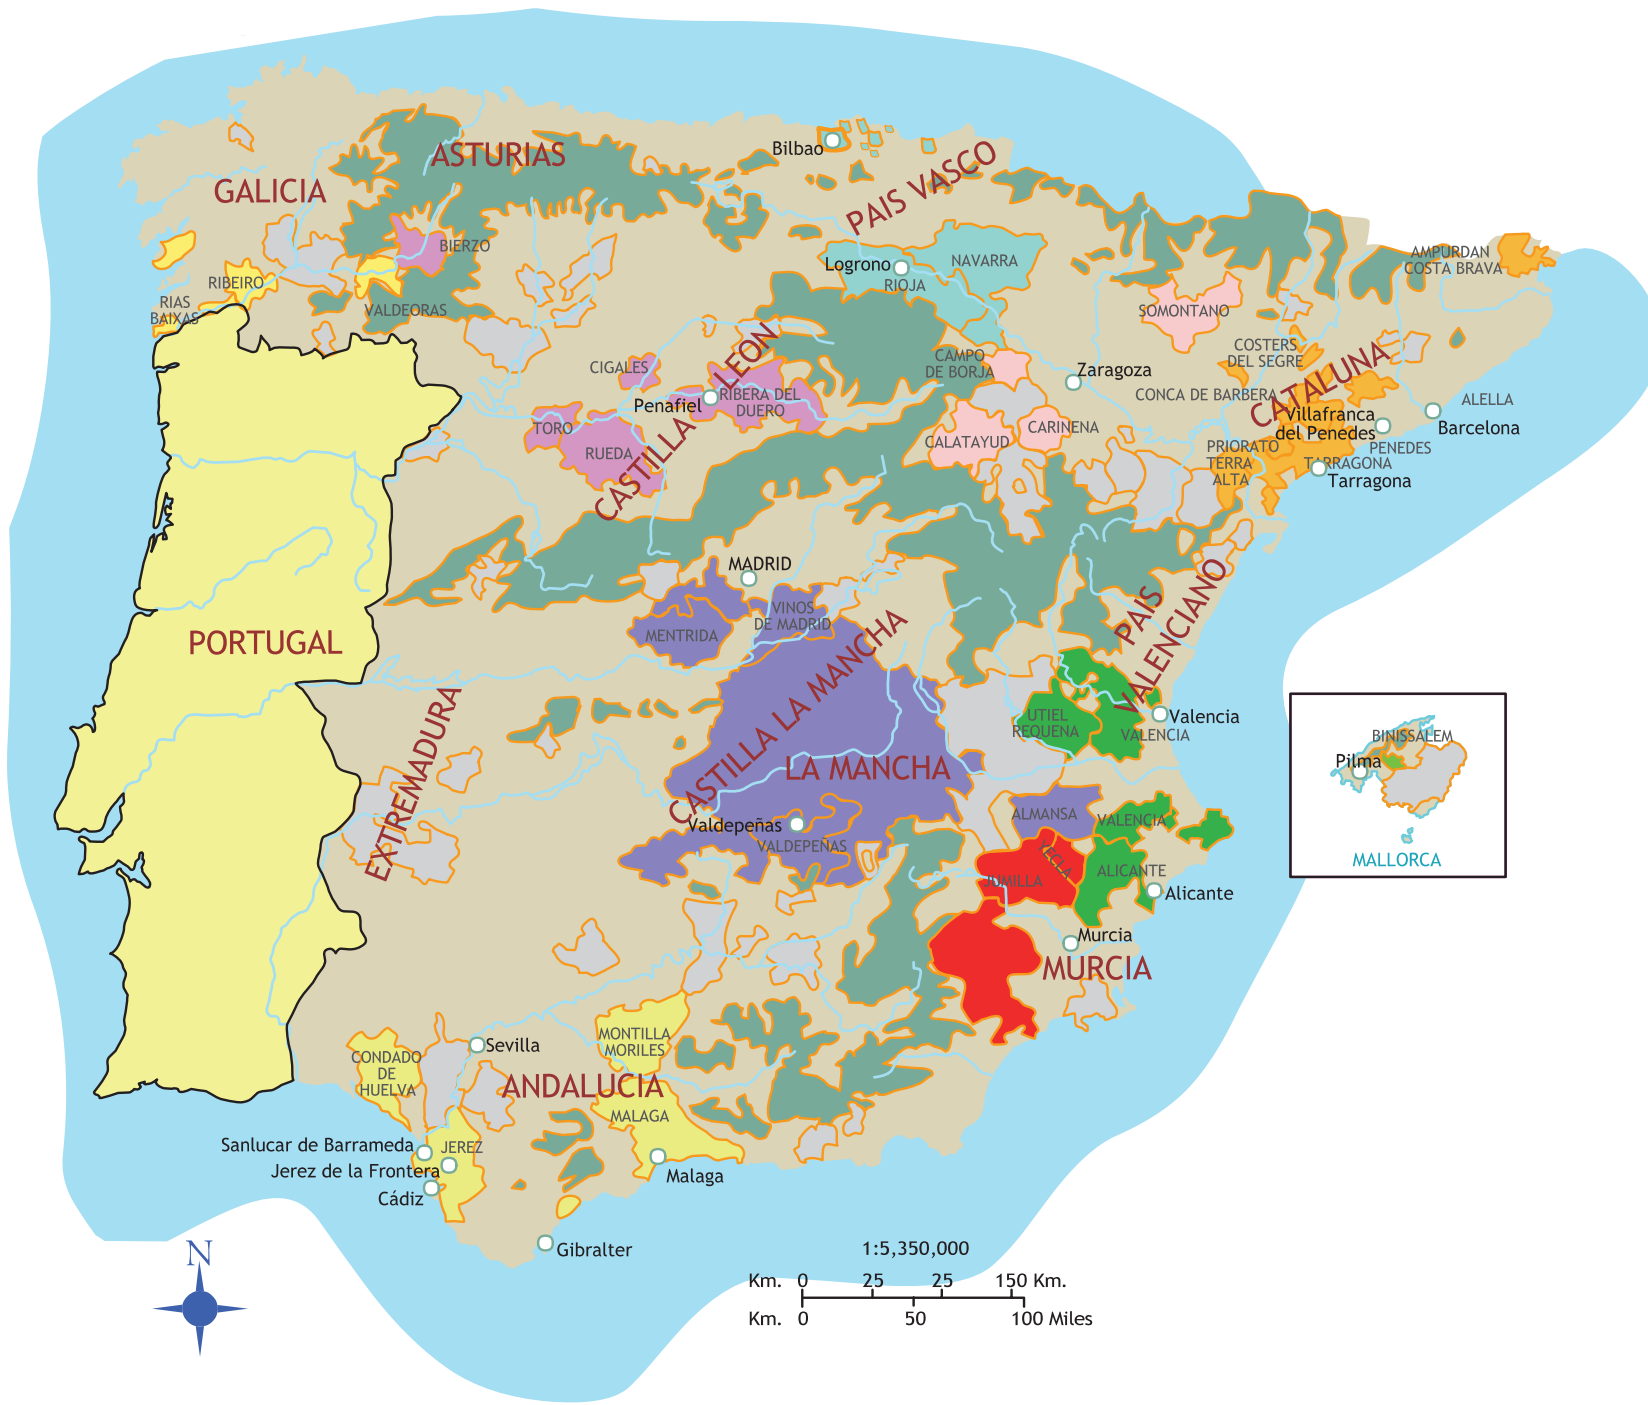 Bilbao
ASTURIAS
PAIS VASCO
GALICIA
BIERZO
AMPURDAN
COSTA BRAVA
NAVARRA
Logrono
RIOJA
RIBEIRO
RIAS
BAIXAS
VALDEORAS
SOMONTANO
COSTERS
DEL SEGRE
CAMPO
DE BORJA
CIGALES
Zaragoza
CATALUNA
CONCA DE BARBERA
CASTILLA LEON
Penafiel
RIBERA DEL
DUERO
ALELLA
Villafranca
del Penedes
Barcelona
TORO
RUEDA
CALATAYUD
CARINENA
PRIORATO
TERRA
ALTA
PENEDES
TARRAGONA
Tarragona
MADRID
VINOS
DE MADRID
MENTRIDA
PAIS
VALENCIANO
PORTUGAL
CASTILLA LA MANCHA
EXTREMADURA
UTIEL
REQUENA
Valencia
VALENCIA
BINISSALEM
Pilma
MALLORCA
LA MANCHA
Valdepeñas
VALDEPEÑAS
ALMANSA
VALENCIA
YECLA
JUMILLA
ALICANTE
Alicante
Murcia
MURCIA
MONTILLA
MORILES
Sevilla
CONDADO
DE
HUELVA
ANDALUCIA
MALAGA
Sanlucar de Barrameda
JEREZ
Jerez de la Frontera
Cádiz
Malaga
Gibralter
N
1:5,350,000
Km. 0 25 25 150 Km.
Km. 0 50 100 Miles